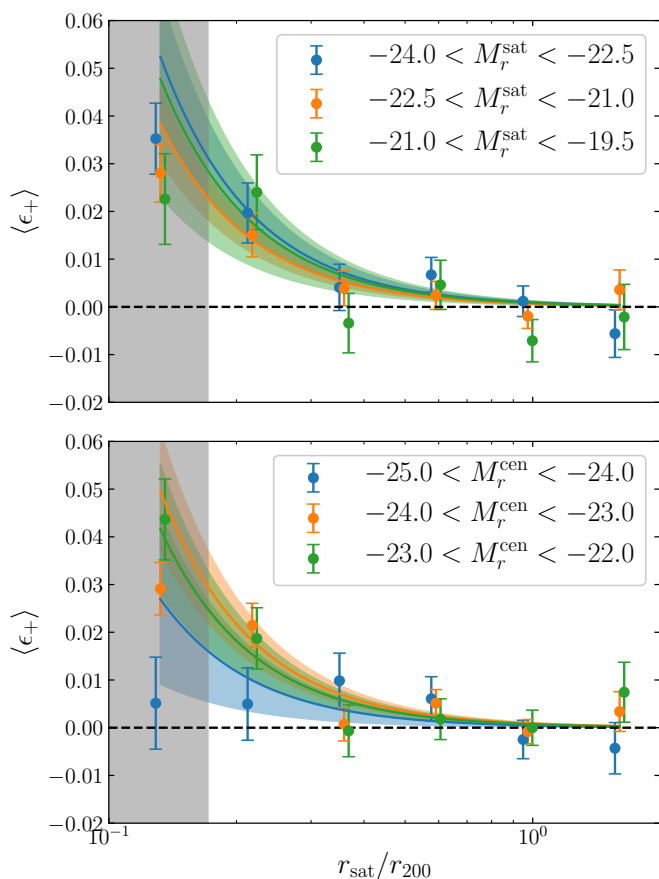 0.06
0.05
0.04
0.03
0.02
0.01
0.00
−0.01
−0.02
⟨ϵ₊⟩
−24.0 < M_r^sat < −22.5
−22.5 < M_r^sat < −21.0
−21.0 < M_r^sat < −19.5
0.06
0.05
0.04
0.03
0.02
0.01
0.00
−0.01
−0.02
⟨ϵ₊⟩
−25.0 < M_r^cen < −24.0
−24.0 < M_r^cen < −23.0
−23.0 < M_r^cen < −22.0
10⁻¹ 10⁰
r_sat/r_200